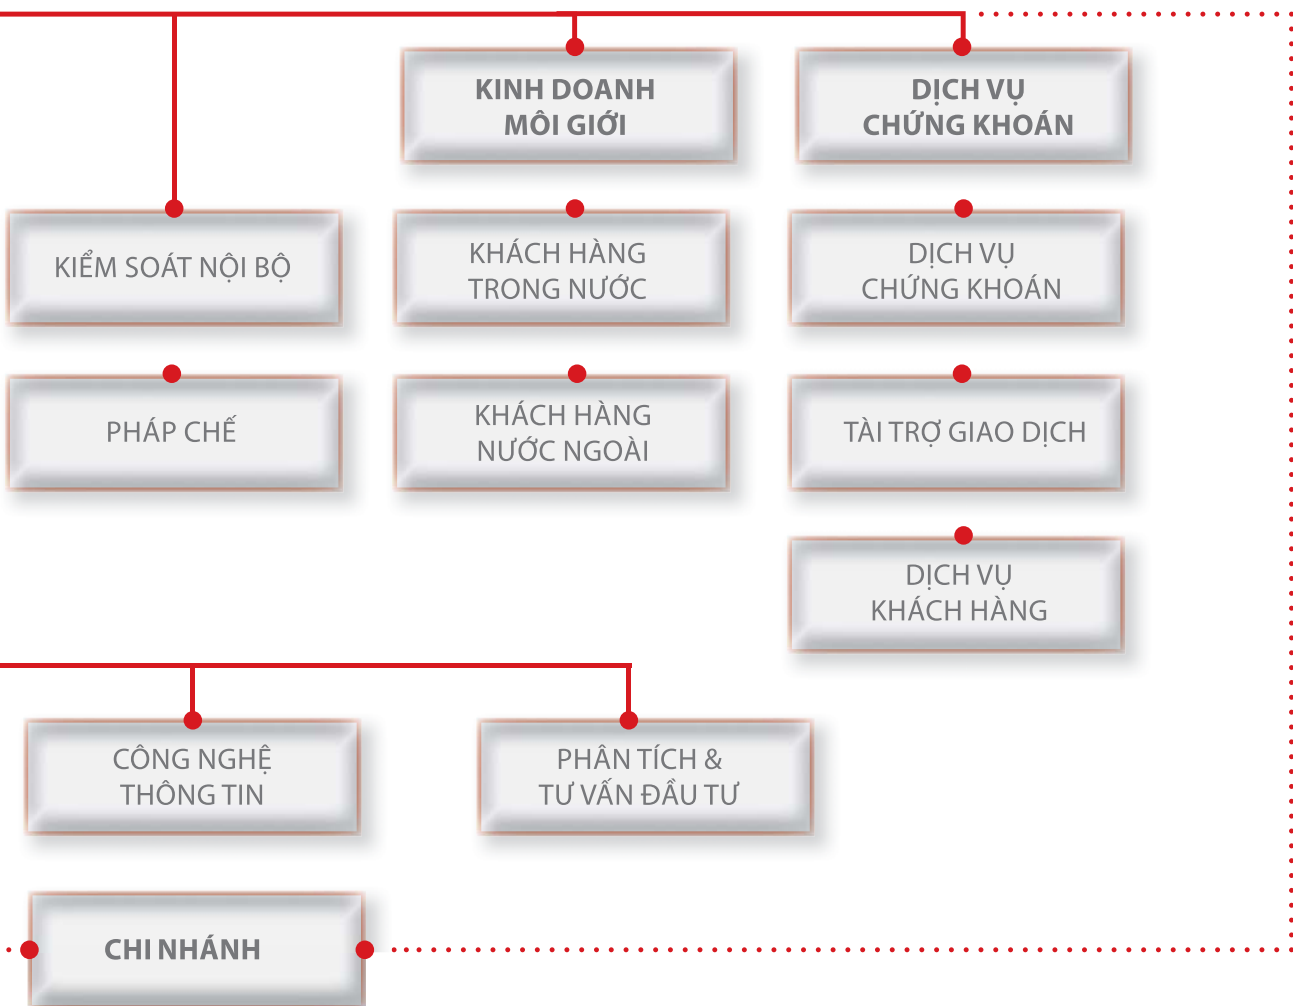 KINH DOANH
MÔI GIỚI
DỊCH VỤ
CHỨNG KHOÁN
KIỂM SOÁT NỘI BỘ
KHÁCH HÀNG
TRONG NƯỚC
DỊCH VỤ
CHỨNG KHOÁN
PHÁP CHẾ
KHÁCH HÀNG
NƯỚC NGOÀI
TÀI TRỢ GIAO DỊCH
DỊCH VỤ
KHÁCH HÀNG
CÔNG NGHỆ
THÔNG TIN
PHÂN TÍCH &
TƯ VẤN ĐẦU TƯ
CHI NHÁNH